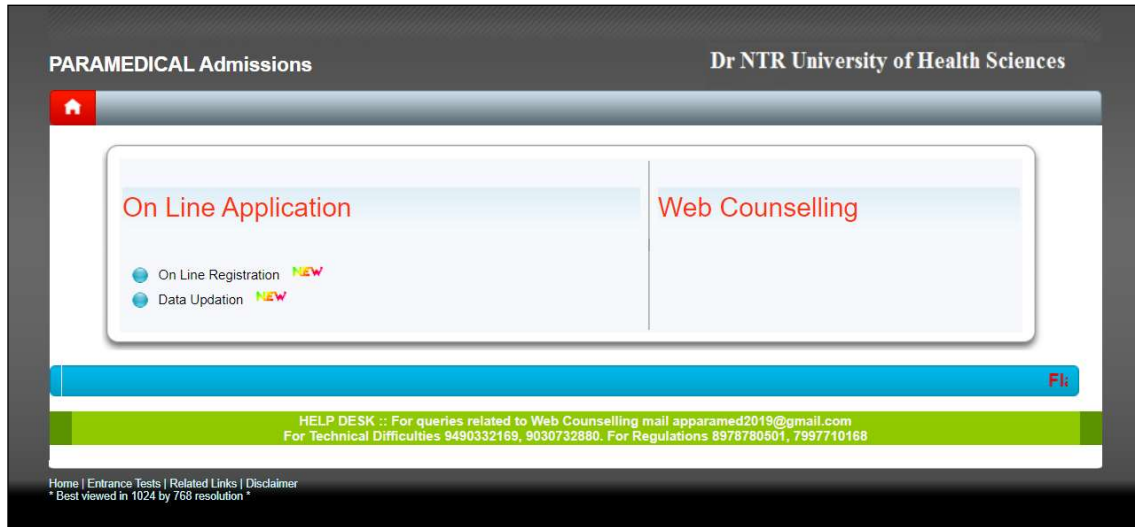 PARAMEDICAL Admissions
Dr NTR University of Health Sciences
On Line Application
Web Counselling
On Line Registration NEW
Data Updation NEW
HELP DESK :: For queries related to Web Counselling mail apparamed2019@gmail.com
For Technical Difficulties 9490332169, 9030732880. For Regulations 8978780501, 7997710168
Home | Entrance Tests | Related Links | Disclaimer
* Best viewed in 1024 by 768 resolution *